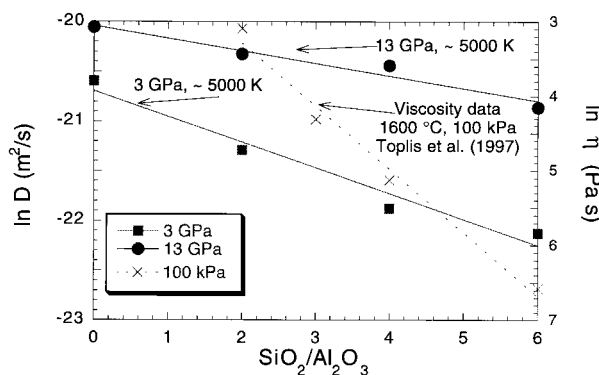 -20
-21
-22
-23
ln D (m²/s)
13 GPa, ~ 5000 K
3 GPa, ~ 5000 K
Viscosity data
1600 °C, 100 kPa
Toplis et al. (1997)
3 GPa
13 GPa
100 kPa
3
4
5
6
7
ln η (Pa s)
0 1 2 3 4 5 6
SiO₂/Al₂O₃